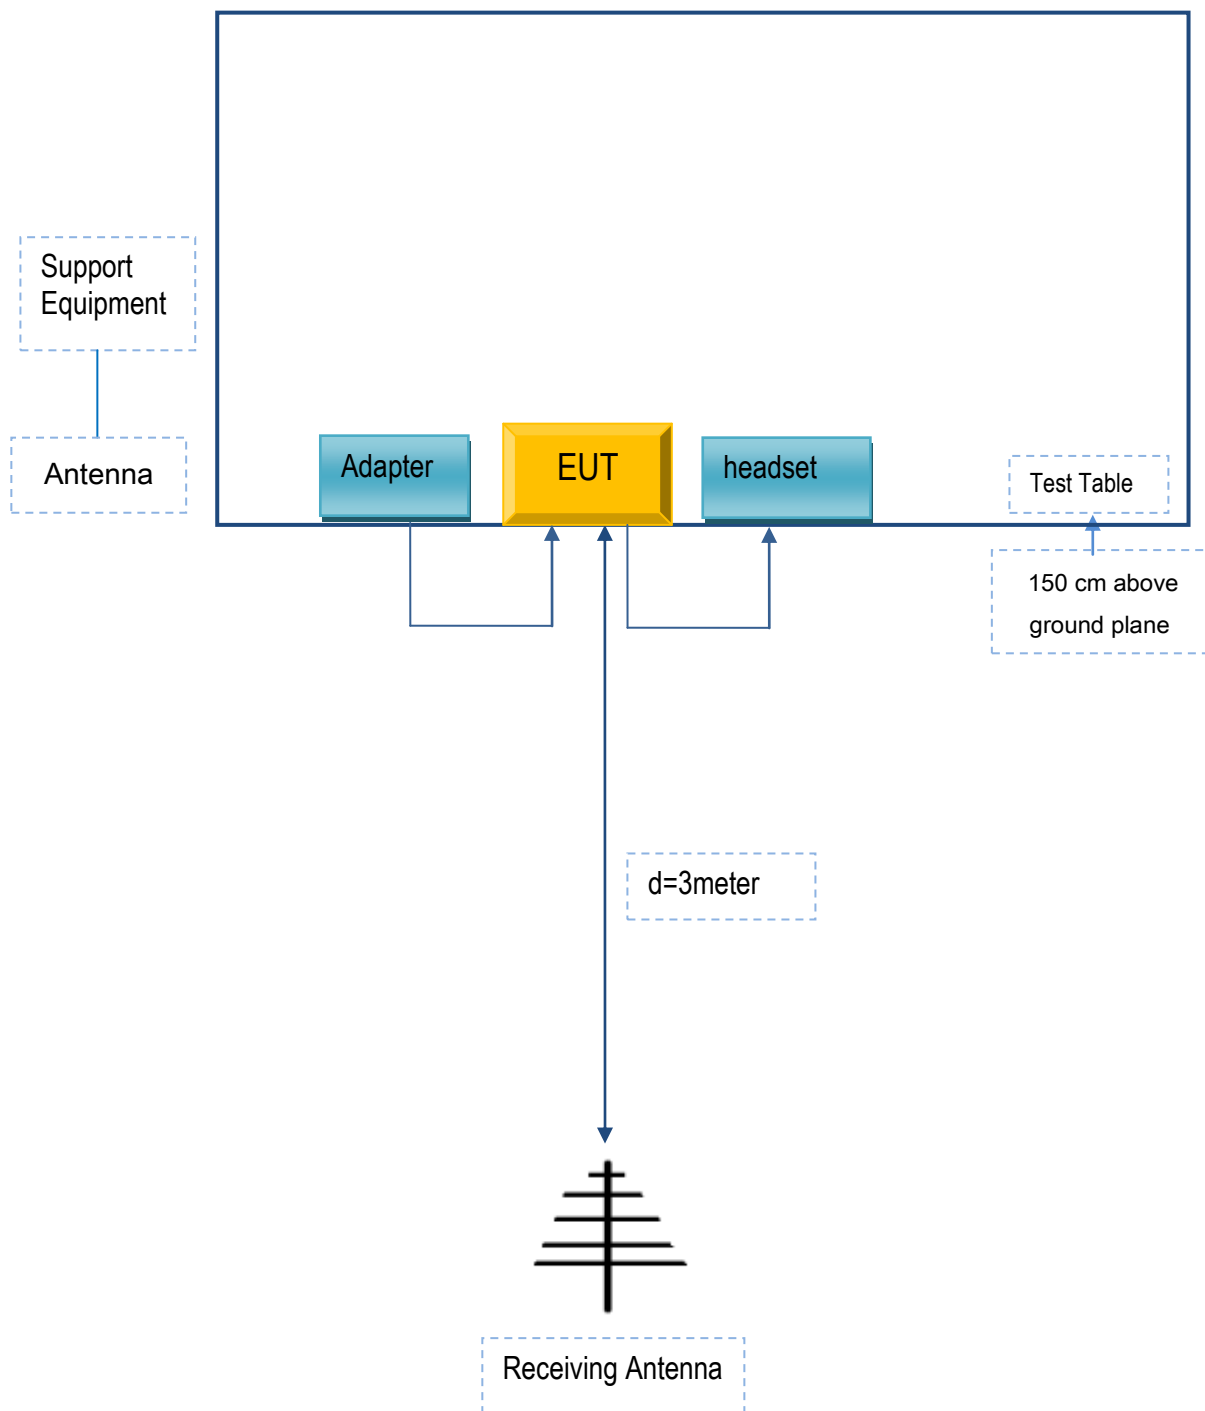 Support
Equipment
Antenna
Adapter
EUT
headset
Test Table
150 cm above
ground plane
d=3meter
Receiving Antenna